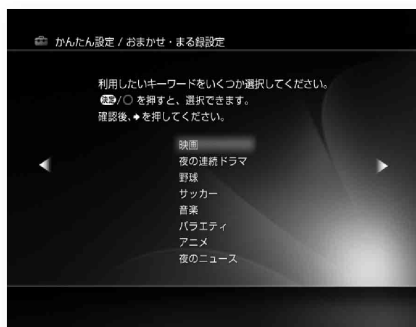 かんたん設定 / おまかせ・まる録設定
利用したいキーワードをいくつか選択してください。
決定/○ を押すと、選択できます。
確認後、➧を押してください。
映画
夜の連続ドラマ
野球
サッカー
音楽
バラエティ
アニメ
夜のニュース